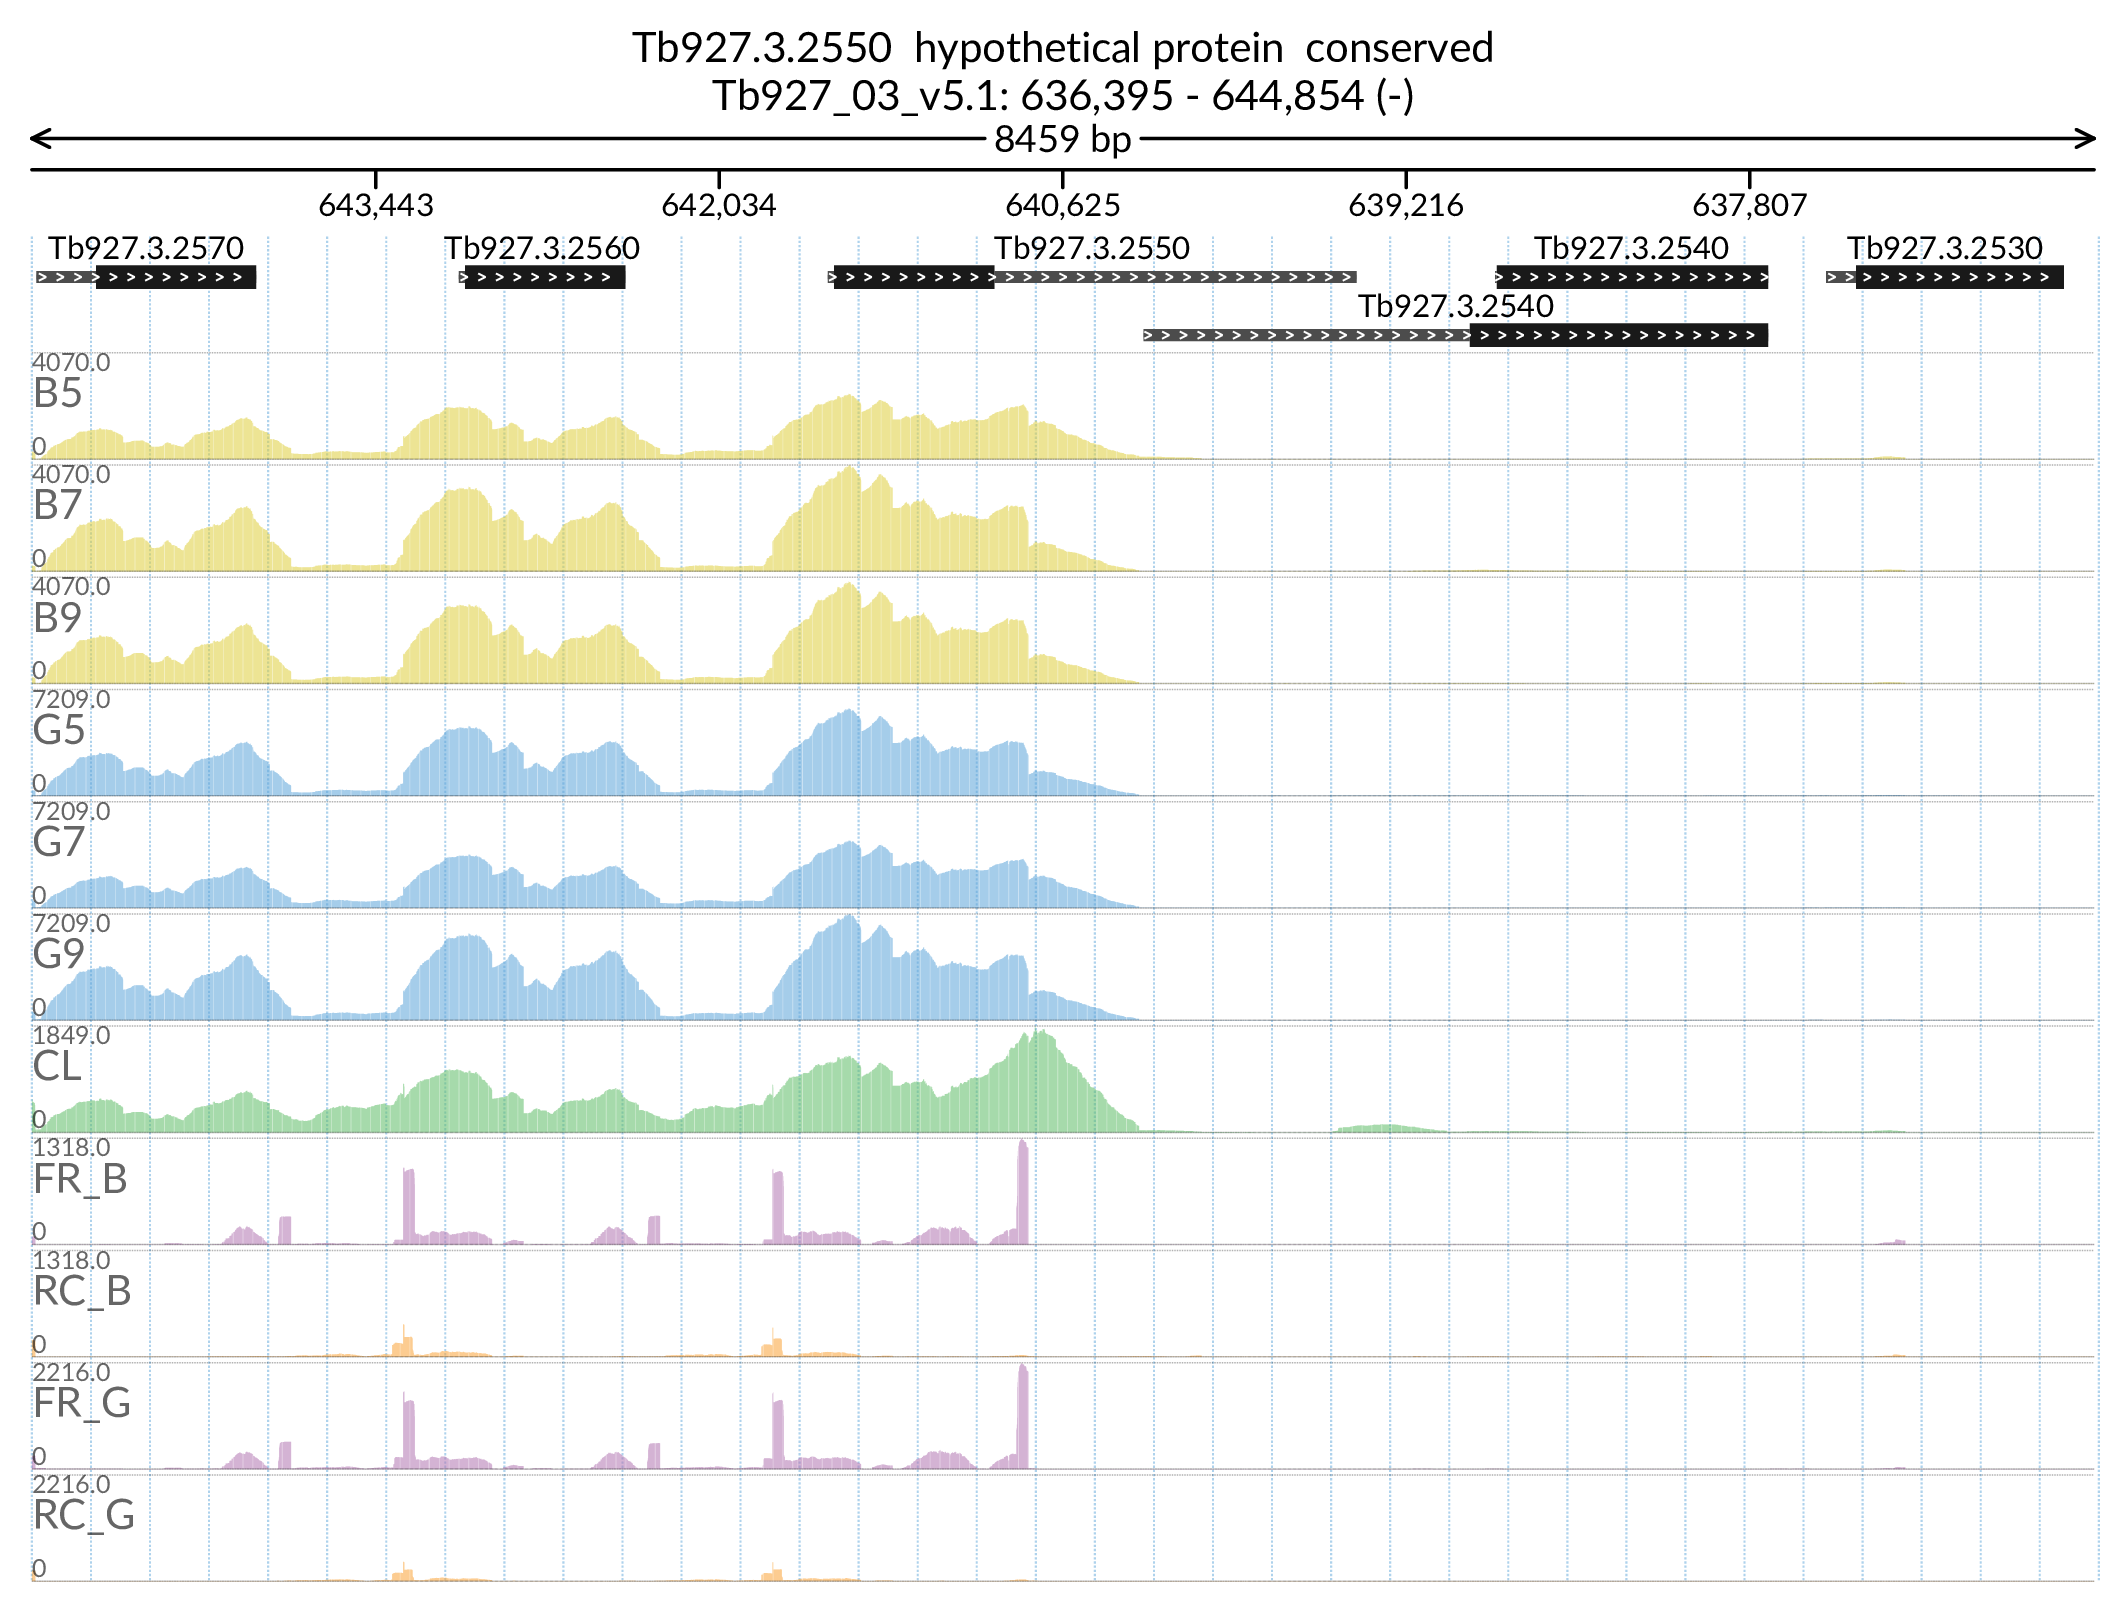 Tb927.3.2550  hypothetical protein  conserved
Tb927_03_v5.1: 636,395 - 644,854 (-)
8459 bp
643,443 642,034 640,625 639,216 637,807
Tb927.3.2570 Tb927.3.2560 Tb927.3.2550 Tb927.3.2540 Tb927.3.2530
Tb927.3.2540
4070.0
B5
0
4070.0
B7
0
4070.0
B9
0
7209.0
G5
0
7209.0
G7
0
7209.0
G9
0
1849.0
CL
0
1318.0
FR_B
0
1318.0
RC_B
0
2216.0
FR_G
0
2216.0
RC_G
0